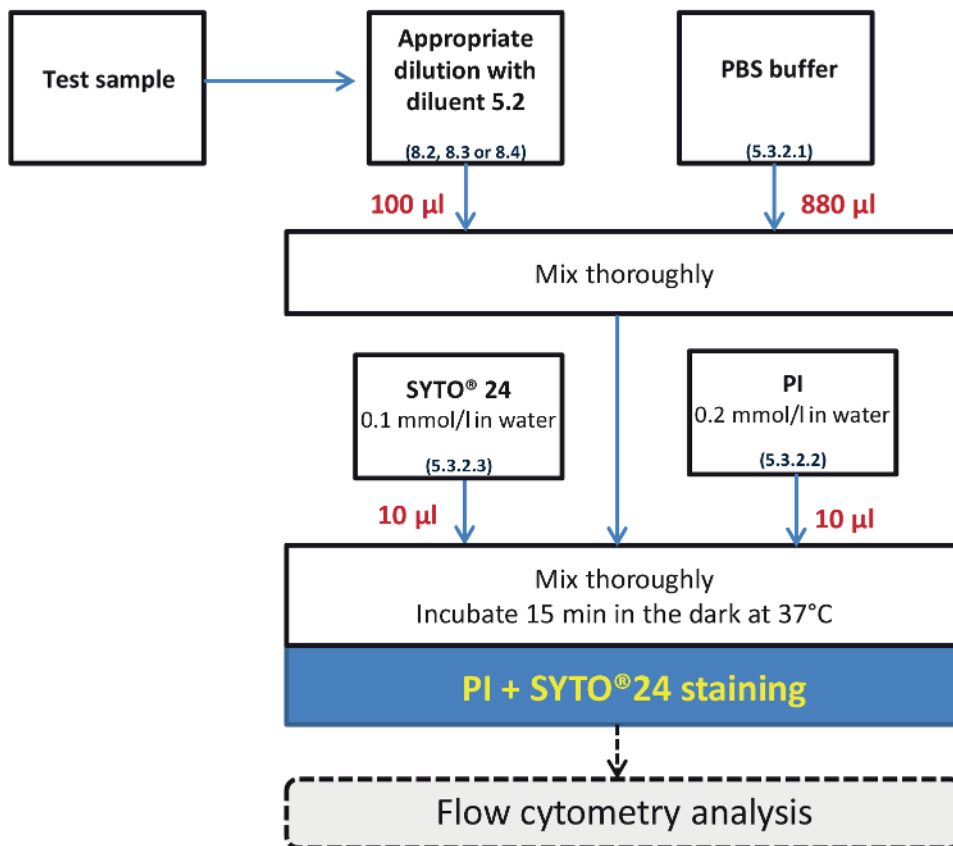 Test sample
Appropriate
dilution with
diluent 5.2
(8.2, 8.3 or 8.4)
PBS buffer
(5.3.2.1)
100 µl
880 µl
Mix thoroughly
SYTO® 24
0.1 mmol/l in water
(5.3.2.3)
PI
0.2 mmol/l in water
(5.3.2.2)
10 µl
10 µl
Mix thoroughly
Incubate 15 min in the dark at 37°C
PI + SYTO®24 staining
Flow cytometry analysis